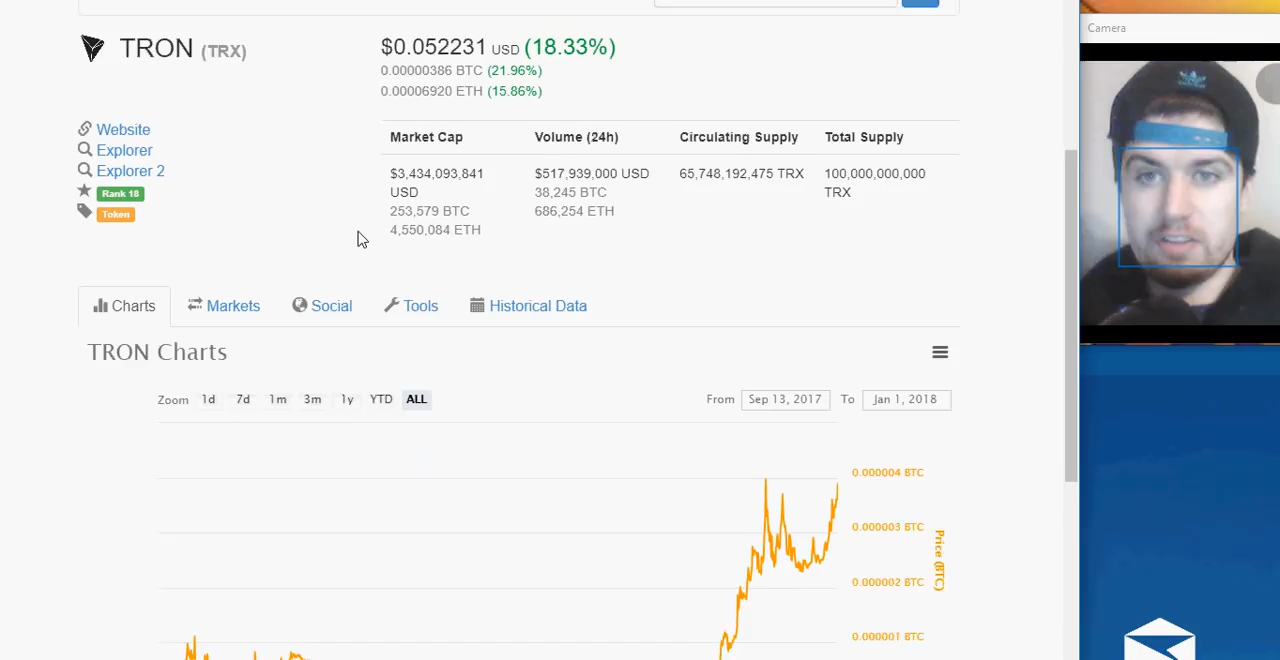 Camera
TRON (TRX)
$0.052231 USD (18.33%)
0.00000386 BTC (21.96%)
0.00006920 ETH (15.86%)
Website
Explorer
Explorer 2
Rank 18
Token
Market Cap Volume (24h) Circulating Supply Total Supply
$3,434,093,841 $517,939,000 USD 65,748,192,475 TRX 100,000,000,000
USD 38,245 BTC TRX
253,579 BTC 686,254 ETH
4,550,084 ETH
Charts Markets Social Tools Historical Data
TRON Charts
Zoom 1d 7d 1m 3m 1y YTD ALL From Sep 13, 2017 To Jan 1, 2018
0.000004 BTC
0.000003 BTC
0.000002 BTC
0.000001 BTC
Price (BTC)